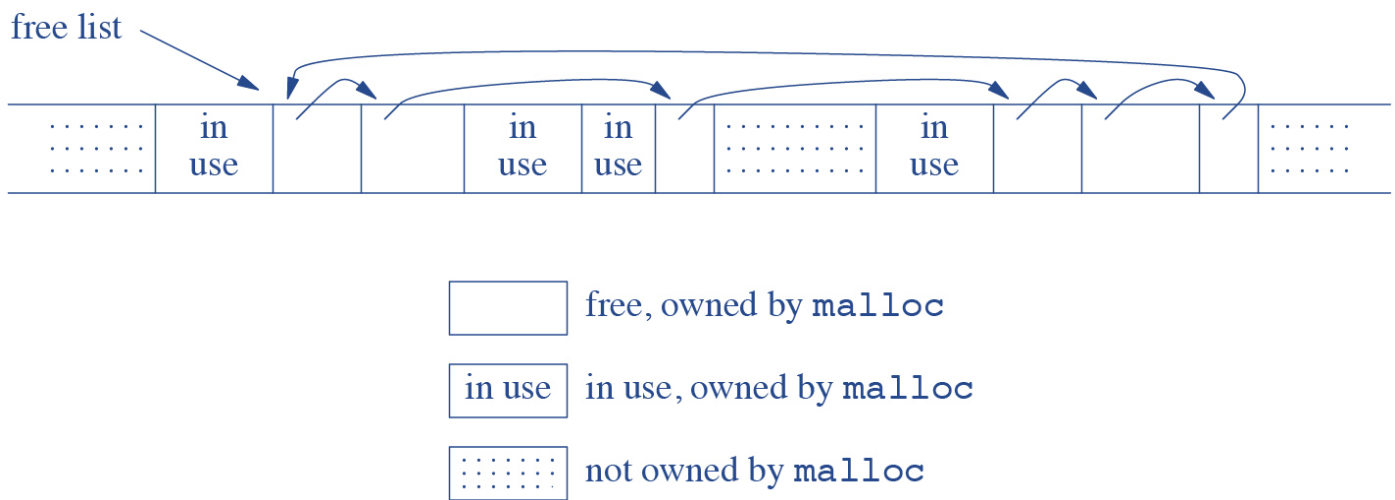 free list
in
use
in
use
in
use
in
use
free, owned by malloc
in use
in use, owned by malloc
not owned by malloc